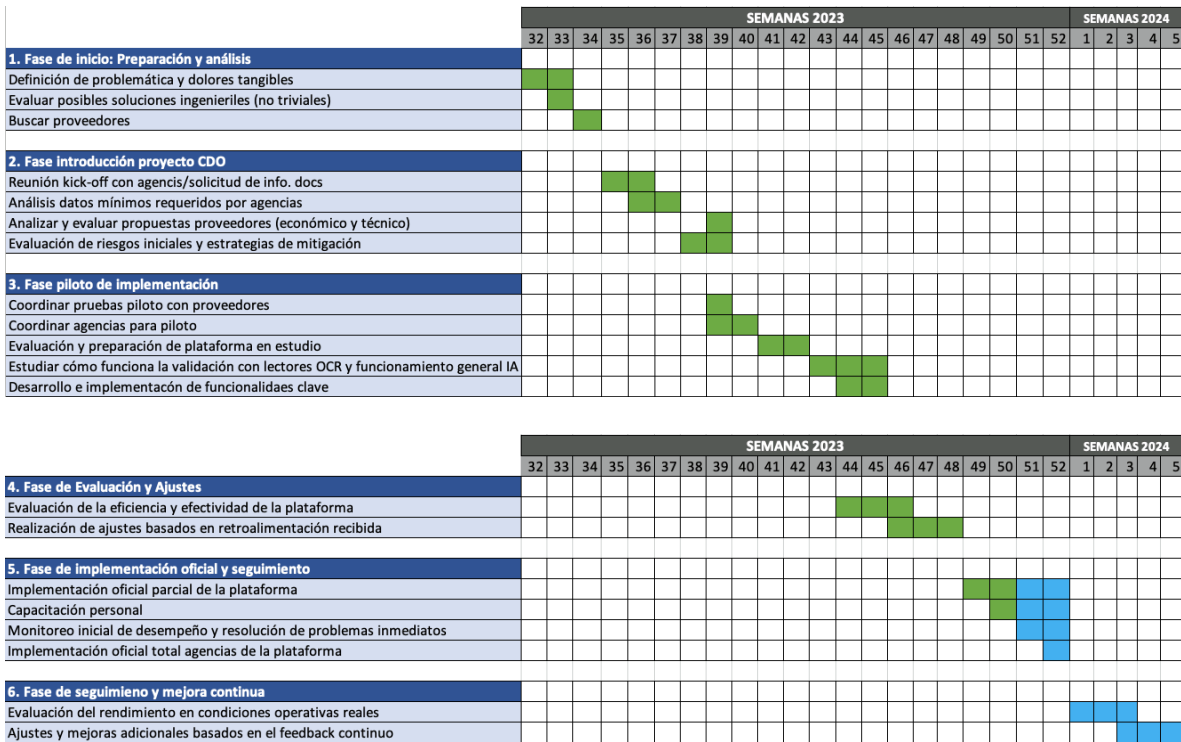 SEMANAS 2023 SEMANAS 2024
32 33 34 35 36 37 38 39 40 41 42 43 44 45 46 47 48 49 50 51 52 1 2 3 4 5
1. Fase de inicio: Preparación y análisis
Definición de problemática y dolores tangibles
Evaluar posibles soluciones ingenieriles (no triviales)
Buscar proveedores
2. Fase introducción proyecto CDO
Reunión kick-off con agencis/solicitud de info. docs
Análisis datos mínimos requeridos por agencias
Analizar y evaluar propuestas proveedores (económico y técnico)
Evaluación de riesgos iniciales y estrategias de mitigación
3. Fase piloto de implementación
Coordinar pruebas piloto con proveedores
Coordinar agencias para piloto
Evaluación y preparación de plataforma en estudio
Estudiar cómo funciona la validación con lectores OCR y funcionamiento general IA
Desarrollo e implementacón de funcionalidaes clave
SEMANAS 2023 SEMANAS 2024
32 33 34 35 36 37 38 39 40 41 42 43 44 45 46 47 48 49 50 51 52 1 2 3 4 5
4. Fase de Evaluación y Ajustes
Evaluación de la eficiencia y efectividad de la plataforma
Realización de ajustes basados en retroalimentación recibida
5. Fase de implementación oficial y seguimiento
Implementación oficial parcial de la plataforma
Capacitación personal
Monitoreo inicial de desempeño y resolución de problemas inmediatos
Implementación oficial total agencias de la plataforma
6. Fase de seguimieno y mejora continua
Evaluación del rendimiento en condiciones operativas reales
Ajustes y mejoras adicionales basados en el feedback continuo